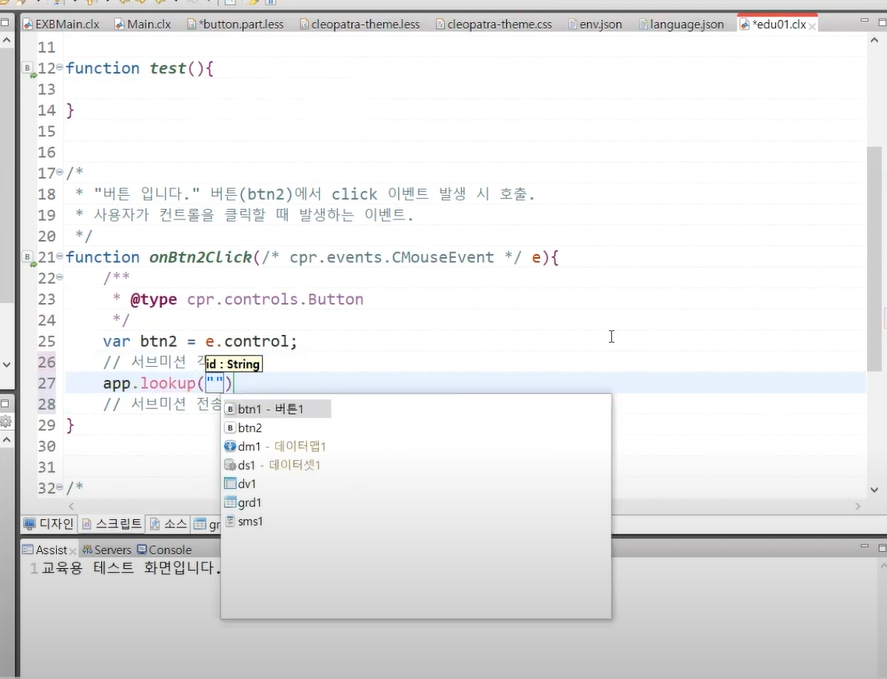 EXBMain.clx Main.clx *button.part.less cleopatra-theme.less cleopatra-theme.css env.json language.json *edu01.clx
11
12 function test(){
13
14 }
15
16
17 /*
18 * "버튼 입니다." 버튼(btn2)에서 click 이벤트 발생 시 호출.
19 * 사용자가 컨트롤을 클릭할 때 발생하는 이벤트.
20 */
21 function onBtn2Click(/* cpr.events.CMouseEvent */ e){
22 /**
23 * @type cpr.controls.Button
24 */
25 var btn2 = e.control;
26 // 서브미션
id : String
27 app.lookup("")
28 // 서브미션 전송
29 }
30
31
32 /*
btn1 - 버튼1
btn2
dm1 - 데이터맵1
ds1 - 데이터셋1
dv1
grd1
sms1
디자인 스크립트 소스 gr
Assist Servers Console
1 교육용 테스트 화면입니다.